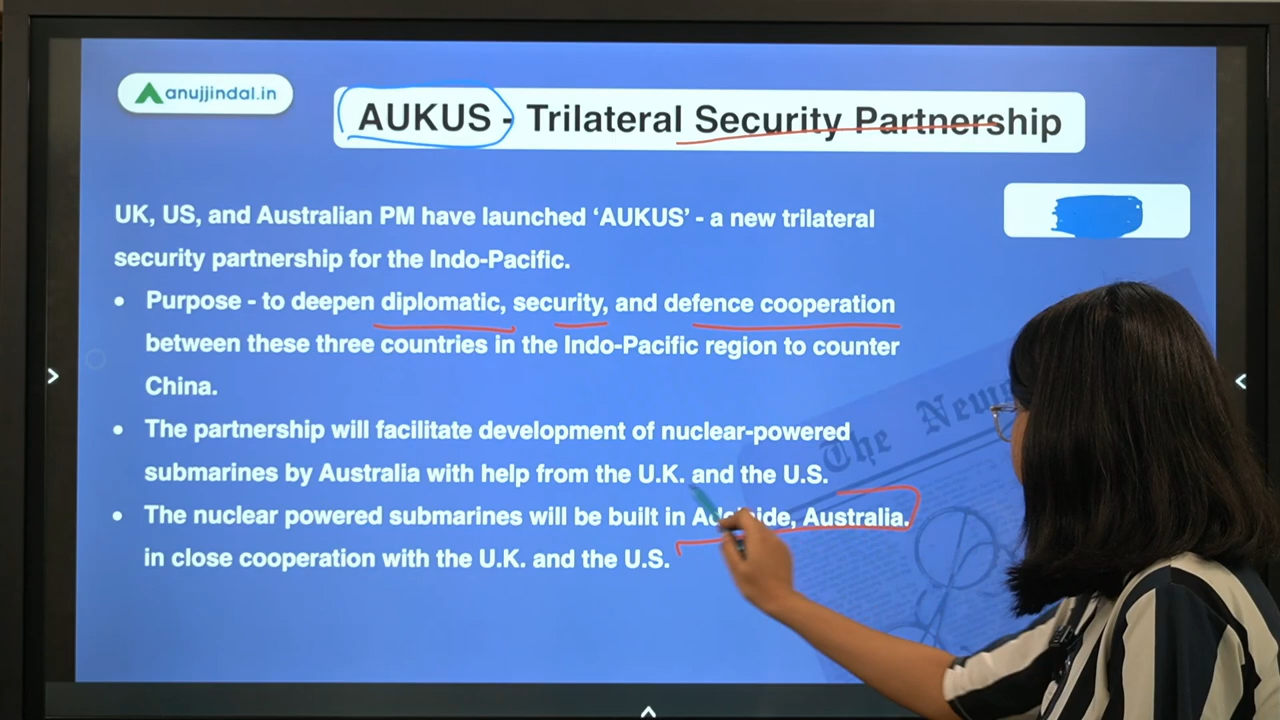 anujjindal.in
AUKUS - Trilateral Security Partnership
UK, US, and Australian PM have launched ‘AUKUS’ - a new trilateral
security partnership for the Indo-Pacific.
• Purpose - to deepen diplomatic, security, and defence cooperation
between these three countries in the Indo-Pacific region to counter
China.
• The partnership will facilitate development of nuclear-powered
submarines by Australia with help from the U.K. and the U.S.
• The nuclear powered submarines will be built in Adelaide, Australia.
in close cooperation with the U.K. and the U.S.
The News